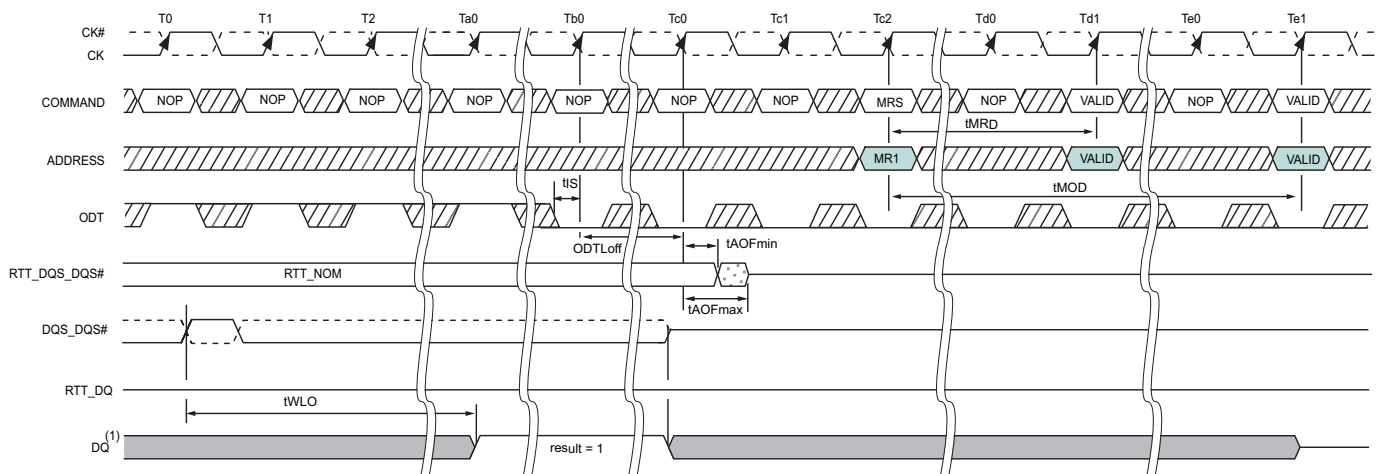 T0 T1 T2 Ta0 Tb0 Tc0 Tc1 Tc2 Td0 Td1 Te0 Te1
CK#
CK
COMMAND NOP NOP NOP NOP NOP NOP NOP MRS NOP VALID NOP VALID
tMRD
ADDRESS MR1 VALID VALID
tIS
tMOD
ODT
ODTLoff tAOFmin
RTT_DQS_DQS# RTT_NOM
tAOFmax
DQS_DQS#
RTT_DQ
tWLO
DQ(1) result = 1